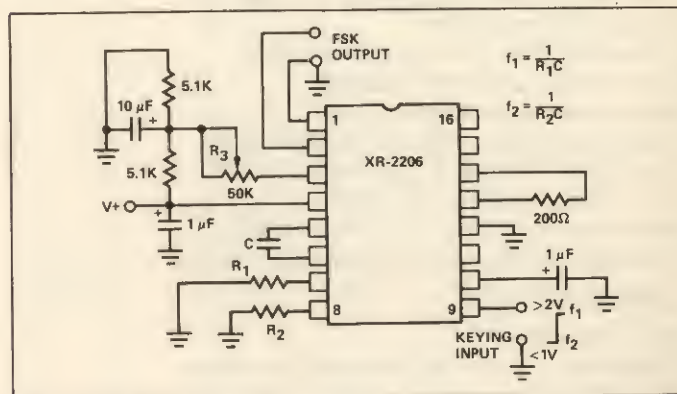 FSK
OUTPUT
f₁ = 1/R₁C
f₂ = 1/R₂C
5.1K
10 µF
+
5.1K
R₃
50K
V+
+
1 µF
C
R₁
R₂
1
16
XR-2206
8
9
200Ω
1 µF
+
>2V
f₁
KEYING
INPUT
f₂
<1V